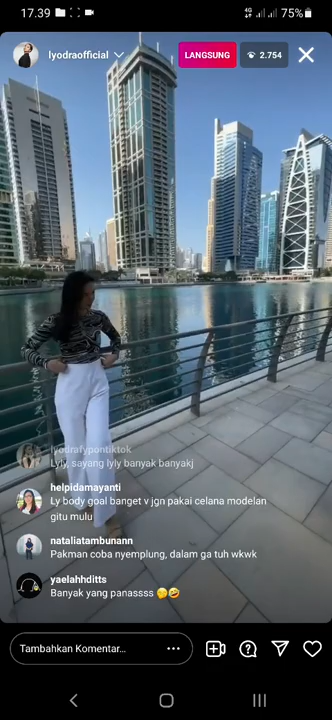 17.39
4G
75%
lyodraofficial
LANGSUNG
2.754
lyodrafypontiktok
Lyly, sayang lyly banyak banyakj
helpidamayanti
Ly body goal banget v jgn pakai celana modelan
gitu mulu
nataliatambunann
Pakman coba nyemplung, dalam ga tuh wkwk
yaelahhditts
Banyak yang panassss 🤭🤣
Tambahkan Komentar...